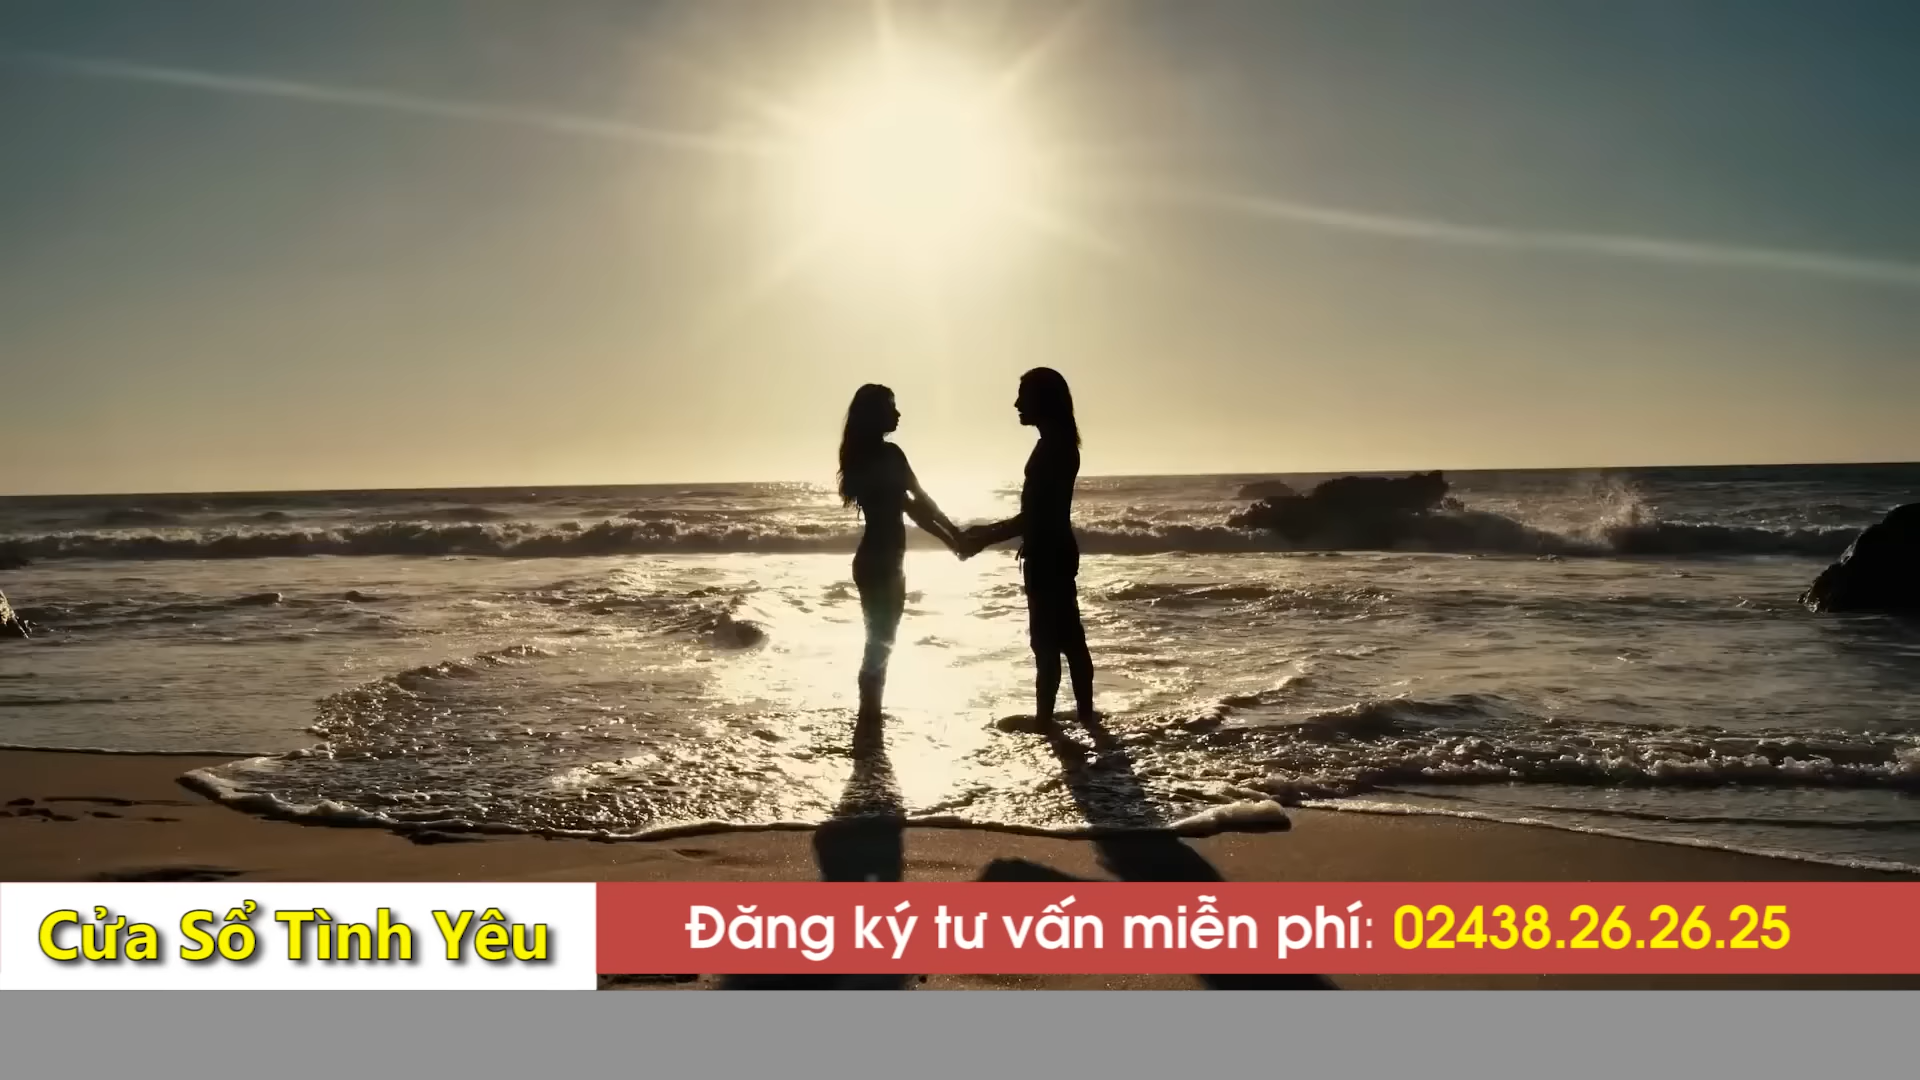 Cửa Sổ Tình Yêu
Đăng ký tư vấn miễn phí: 02438.26.26.25